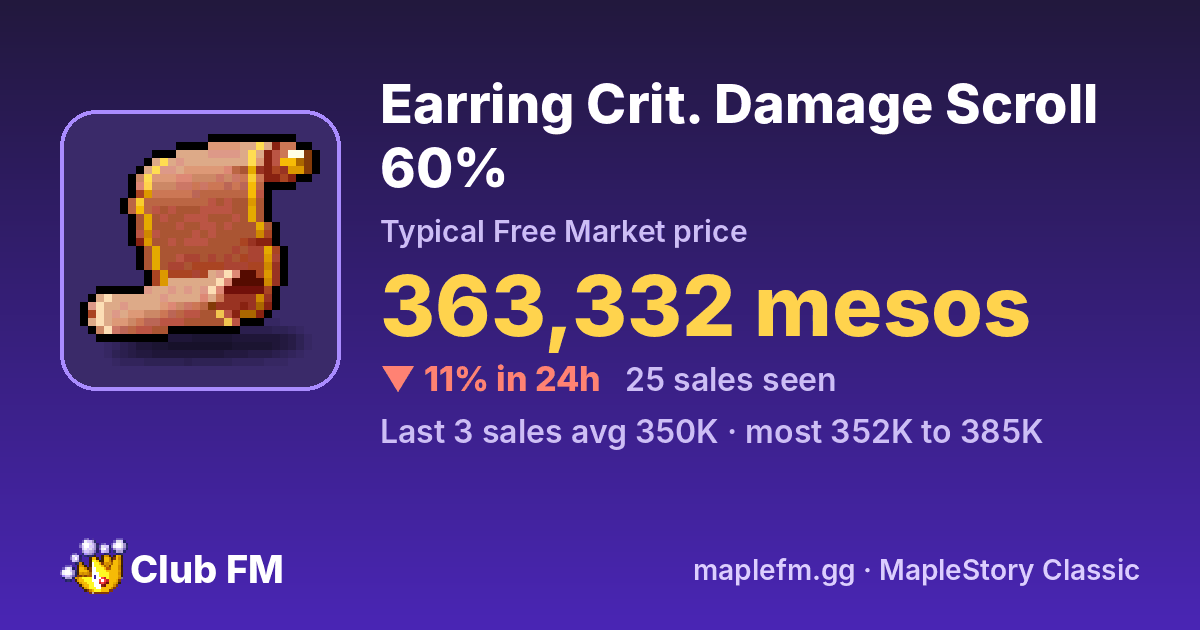 Earring Crit. Damage Scroll
60%
Typical Free Market price
363,332 mesos
▼ 11% in 24h 25 sales seen
Last 3 sales avg 350K · most 352K to 385K
Club FM
maplefm.gg · MapleStory Classic